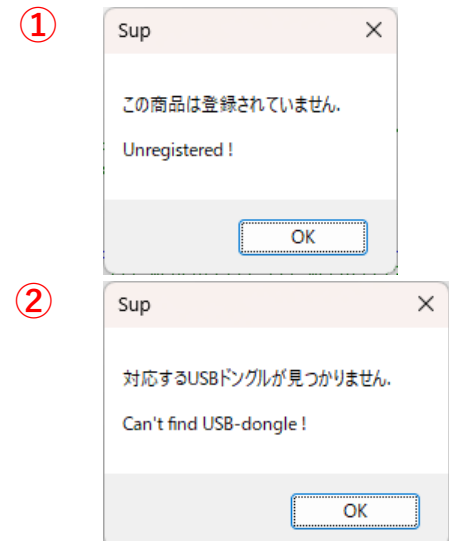 ①
Sup
この商品は登録されていません.
Unregistered !
OK
②
Sup
対応するUSBドングルが見つかりません.
Can't find USB-dongle !
OK